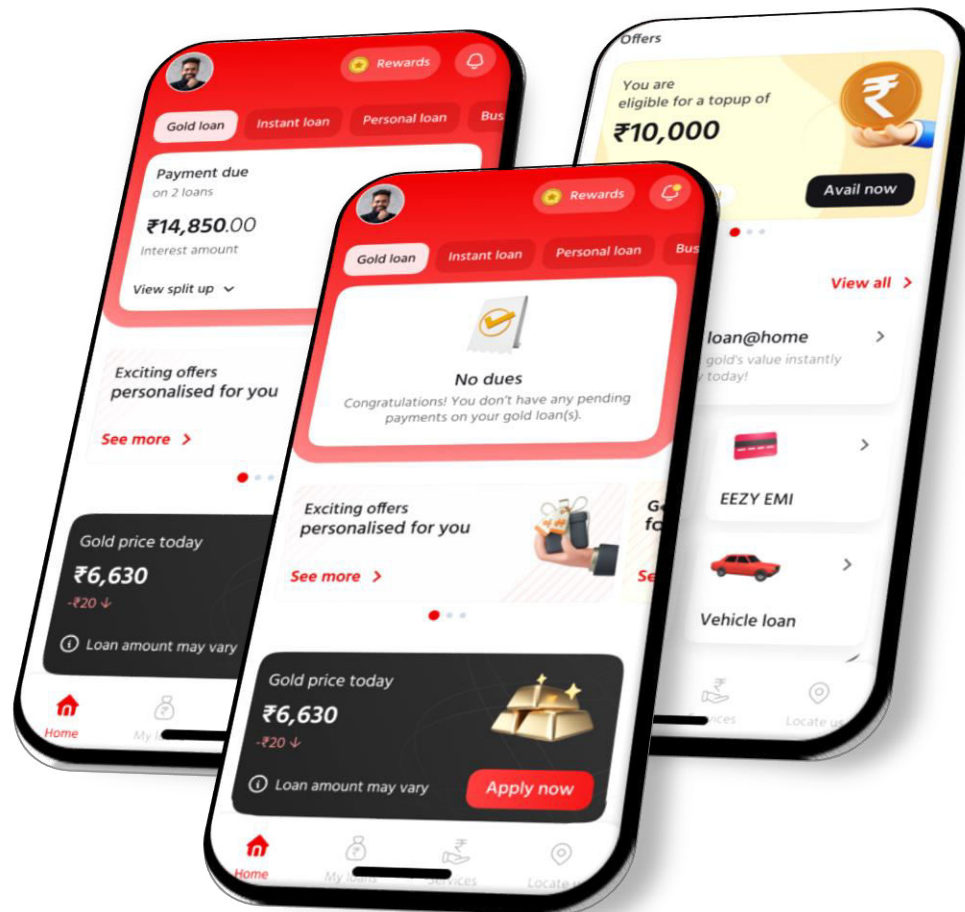 Rewards
Gold loan
Instant loan
Personal loan
Bus
Payment due
on 2 loans
₹14,850.00
Interest amount
View split up
Exciting offers
personalised for you
See more
Gold price today
₹6,630
-₹20 ↓
Loan amount may vary
Home
Rewards
Gold loan
Instant loan
Personal loan
Bus
No dues
Congratulations! You don't have any pending
payments on your gold loan(s).
Exciting offers
personalised for you
See more
Gold price today
₹6,630
-₹20 ↓
Loan amount may vary
Apply now
Home
My loans
Services
Locate us
Offers
You are
eligible for a topup of
₹10,000
Avail now
View all
loan@home
gold's value instantly
today!
EEZY EMI
Vehicle loan
Locate us